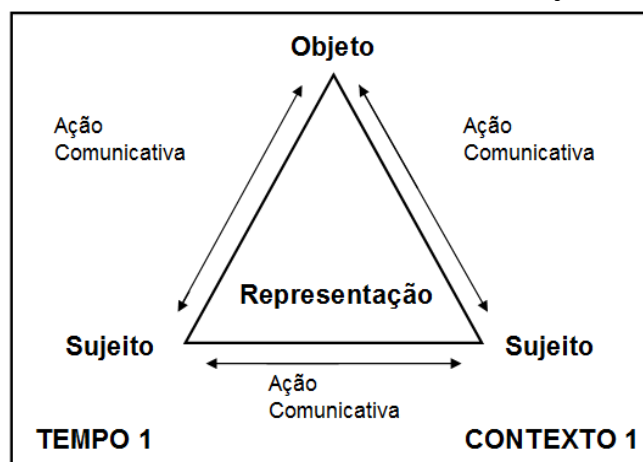 Objeto
Ação
Comunicativa
Ação
Comunicativa
Representação
Sujeito
Sujeito
Ação
Comunicativa
TEMPO 1
CONTEXTO 1